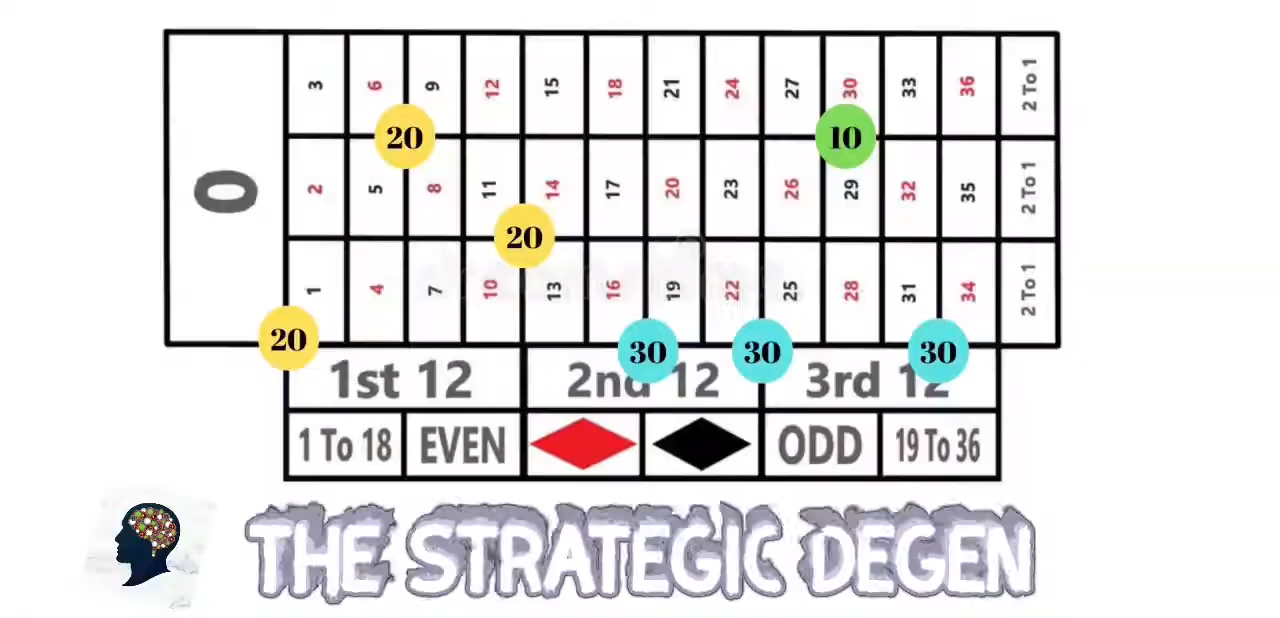 3 6 9 12 15 18 21 24 27 30 33 36 2 To 1
20 10
0 2 5 8 11 14 17 20 23 26 29 32 35 2 To 1
20
1 4 7 10 13 16 19 22 25 28 31 34 2 To 1
20 30 30 30
1st 12 2nd 12 3rd 12
1 To 18 EVEN ODD 19 To 36
THE STRATEGIC DEGEN